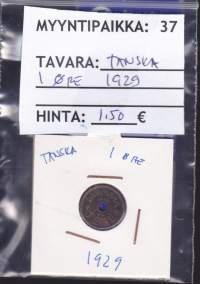 MYYNTIPAIKKA: 37
TAVARA: TANSKA
1 ØRE 1929
HINTA: 1.50 €
TANSKA 1 ØRE
1929